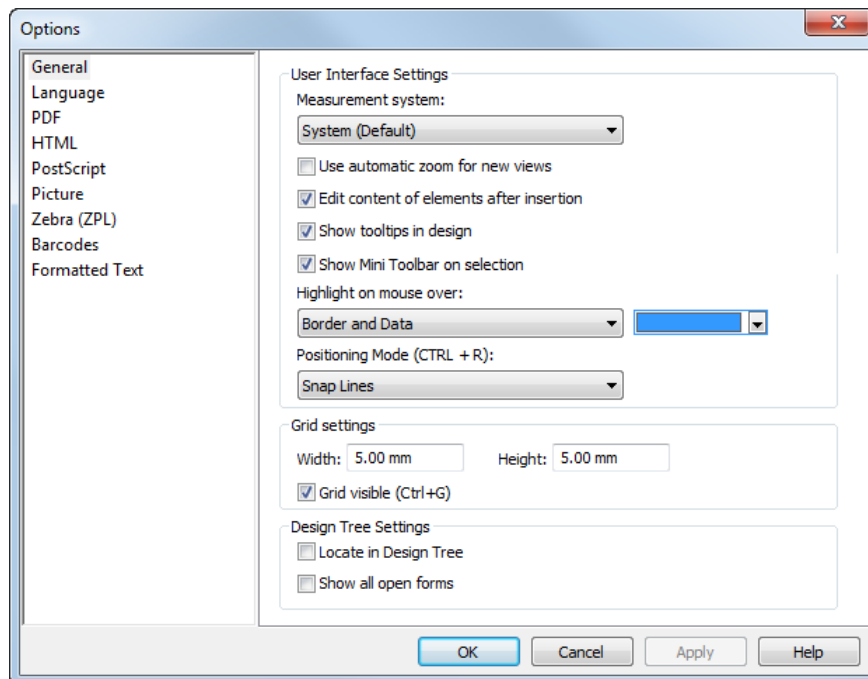 Options
General
Language
PDF
HTML
PostScript
Picture
Zebra (ZPL)
Barcodes
Formatted Text
User Interface Settings
Measurement system:
System (Default)
Use automatic zoom for new views
Edit content of elements after insertion
Show tooltips in design
Show Mini Toolbar on selection
Highlight on mouse over:
Border and Data
Positioning Mode (CTRL + R):
Snap Lines
Grid settings
Width: 5.00 mm Height: 5.00 mm
Grid visible (Ctrl+G)
Design Tree Settings
Locate in Design Tree
Show all open forms
OK Cancel Apply Help